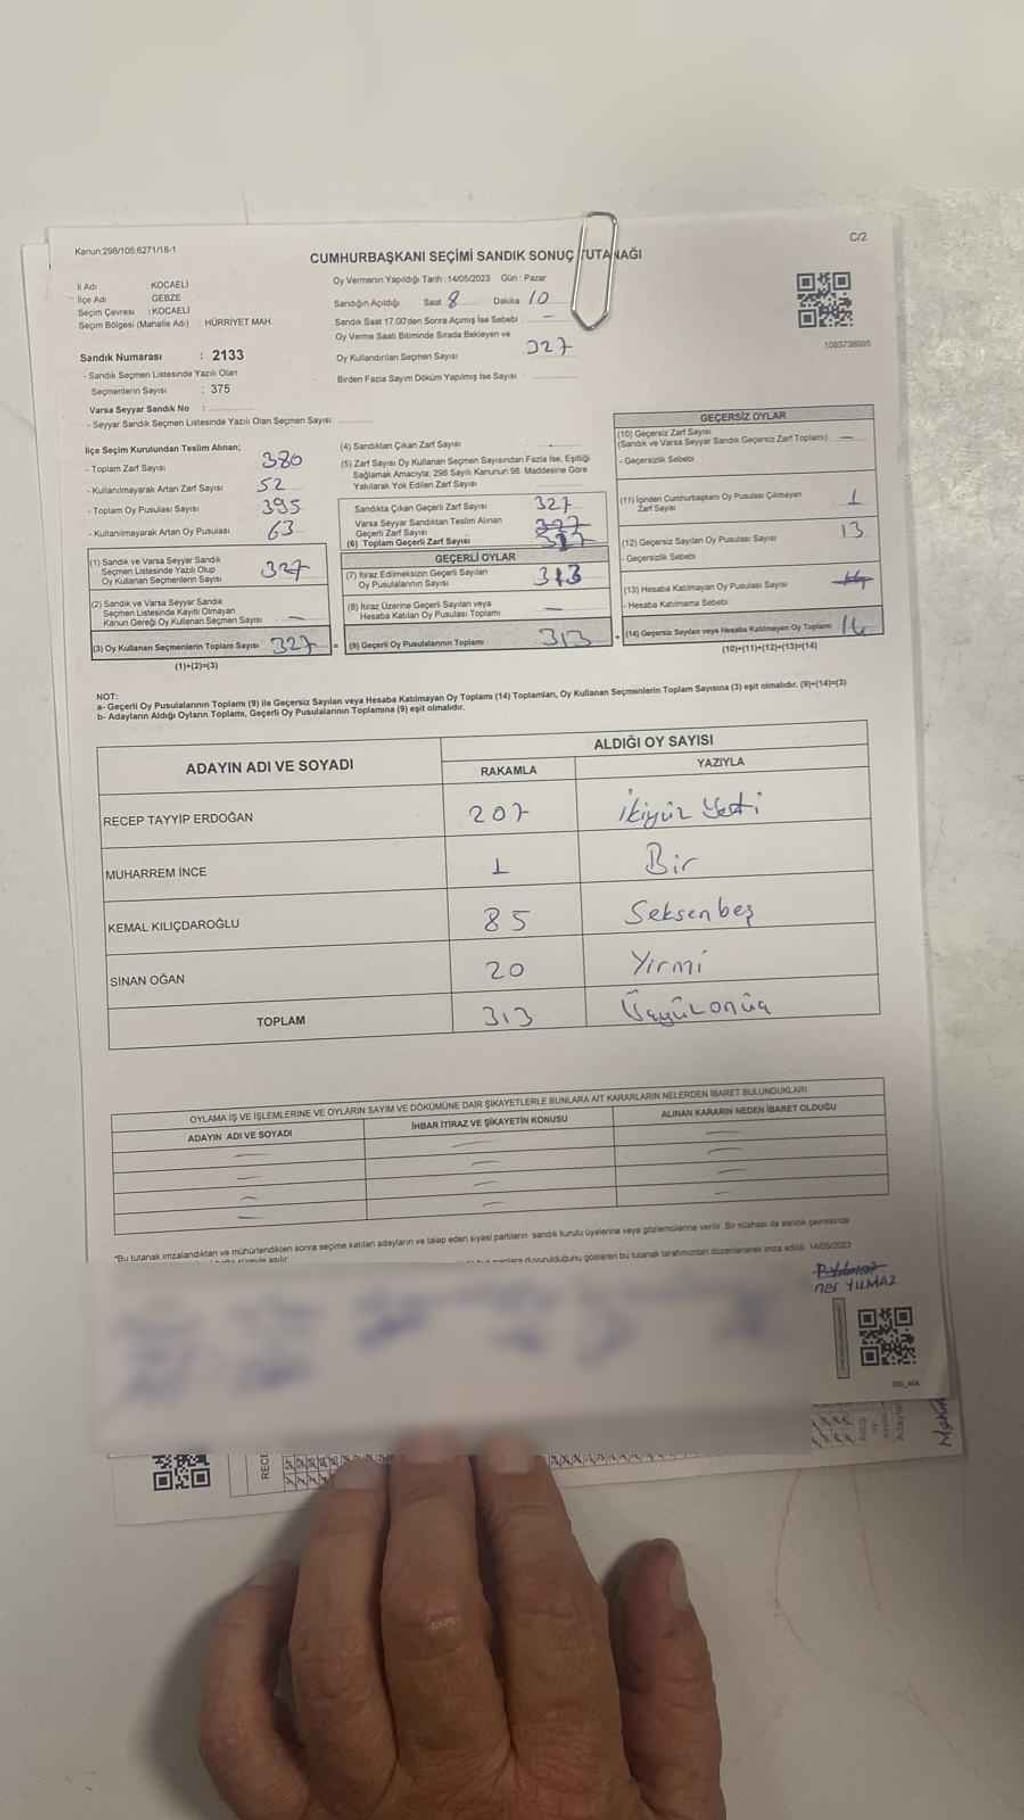 Kanun:298/105:6271/16-1
C/2
CUMHURBAŞKANI SEÇİMİ SANDIK SONUÇ TUTANAĞI
İl Adı KOCAELİ
İlçe Adı GEBZE
Seçim Çevresi : KOCAELİ
Seçim Bölgesi (Mahalle Adı) HÜRRİYET MAH.
Sandık Numarası : 2133
- Sandık Seçmen Listesinde Yazılı Olan
Seçmenlerin Sayısı : 375
Varsa Seyyar Sandık No :
- Seyyar Sandık Seçmen Listesinde Yazılı Olan Seçmen Sayısı
Oy Vermenin Yapıldığı Tarih : 14/05/2023 Gün : Pazar
Sandığın Açıldığı Saat 8 Dakika 10
Sandık Saat 17.00'den Sonra Açılmış İse Sebebi –
Oy Verme Saati Bitiminde Sırada Bekleyen ve
Oy Kullandırılan Seçmen Sayısı 327
Birden Fazla Sayım Döküm Yapılmış İse Sayısı
İlçe Seçim Kurulundan Teslim Alınan;
- Toplam Zarf Sayısı 380
- Kullanılmayarak Artan Zarf Sayısı 52
- Toplam Oy Pusulası Sayısı 395
- Kullanılmayarak Artan Oy Pusulası 63
(1) Sandık ve Varsa Seyyar Sandık
Seçmen Listesinde Yazılı Olup
Oy Kullanan Seçmenlerin Sayısı 327
(2) Sandık ve Varsa Seyyar Sandık
Seçmen Listesinde Kayıtlı Olmayan
Kanun Gereği Oy Kullanan Seçmen Sayısı –
(3) Oy Kullanan Seçmenlerin Toplam Sayısı 327
(1)+(2)=(3)
(4) Sandıktan Çıkan Zarf Sayısı
(5) Zarf Sayısı Oy Kullanan Seçmen Sayısından Fazla İse, Eşitliği
Sağlamak Amacıyla; 298 Sayılı Kanunun 98. Maddesine Göre
Yakılarak Yok Edilen Zarf Sayısı
Sandıkta Çıkan Geçerli Zarf Sayısı 327
Varsa Seyyar Sandıktan Teslim Alınan
Geçerli Zarf Sayısı
(6) Toplam Geçerli Zarf Sayısı
GEÇERLİ OYLAR
(7) İtiraz Edilmeksizin Geçerli Sayılan
Oy Pusulalarının Sayısı 313
(8) İtiraz Üzerine Geçerli Sayılan veya
Hesaba Katılan Oy Pusulası Toplamı –
(9) Geçerli Oy Pusulalarının Toplamı 313
GEÇERSİZ OYLAR
(10) Geçersiz Zarf Sayısı
(Sandık ve Varsa Seyyar Sandık Geçersiz Zarf Toplamı) –
- Geçersizlik Sebebi
(11) İçinden Cumhurbaşkanı Oy Pusulası Çıkmayan
Zarf Sayısı 1
(12) Geçersiz Sayılan Oy Pusulası Sayısı 13
- Geçersizlik Sebebi
(13) Hesaba Katılmayan Oy Pusulası Sayısı
- Hesaba Katılmama Sebebi
(14) Geçersiz Sayılan veya Hesaba Katılmayan Oy Toplamı 14
(10)+(11)+(12)+(13)=(14)
NOT:
a- Geçerli Oy Pusulalarının Toplamı (9) ile Geçersiz Sayılan veya Hesaba Katılmayan Oy Toplamı (14) Toplamları, Oy Kullanan Seçmenlerin Toplam Sayısına (3) eşit olmalıdır. (9)+(14)=(3)
b- Adayların Aldığı Oyların Toplamı, Geçerli Oy Pusulalarının Toplamına (9) eşit olmalıdır.
ADAYIN ADI VE SOYADI ALDIĞI OY SAYISI
RAKAMLA YAZIYLA
RECEP TAYYİP ERDOĞAN 207 İkiyüz Yedi
MUHARREM İNCE 1 Bir
KEMAL KILIÇDAROĞLU 85 Seksenbeş
SİNAN OĞAN 20 Yirmi
TOPLAM 313 Üçyüzonüç
OYLAMA İŞ VE İŞLEMLERİNE VE OYLARIN SAYIM VE DÖKÜMÜNE DAİR ŞİKAYETLERLE BUNLARA AİT KARARLARIN NELERDEN İBARET BULUNDUKLARI
ADAYIN ADI VE SOYADI İHBAR İTİRAZ VE ŞİKAYETİN KONUSU ALINAN KARARIN NEDEN İBARET OLDUĞU
"Bu tutanak imzalandıktan ve mühürlendikten sonra seçime katılan adayların ve talep eden siyasi partilerin sandık kurulu üyelerine veya gözlemcilerine verilir. Bir nüshası da sandık çevresinde
bu tutanak tarafımızdan düzenlenerek imza edildi. 14/05/2023
YILMAZ